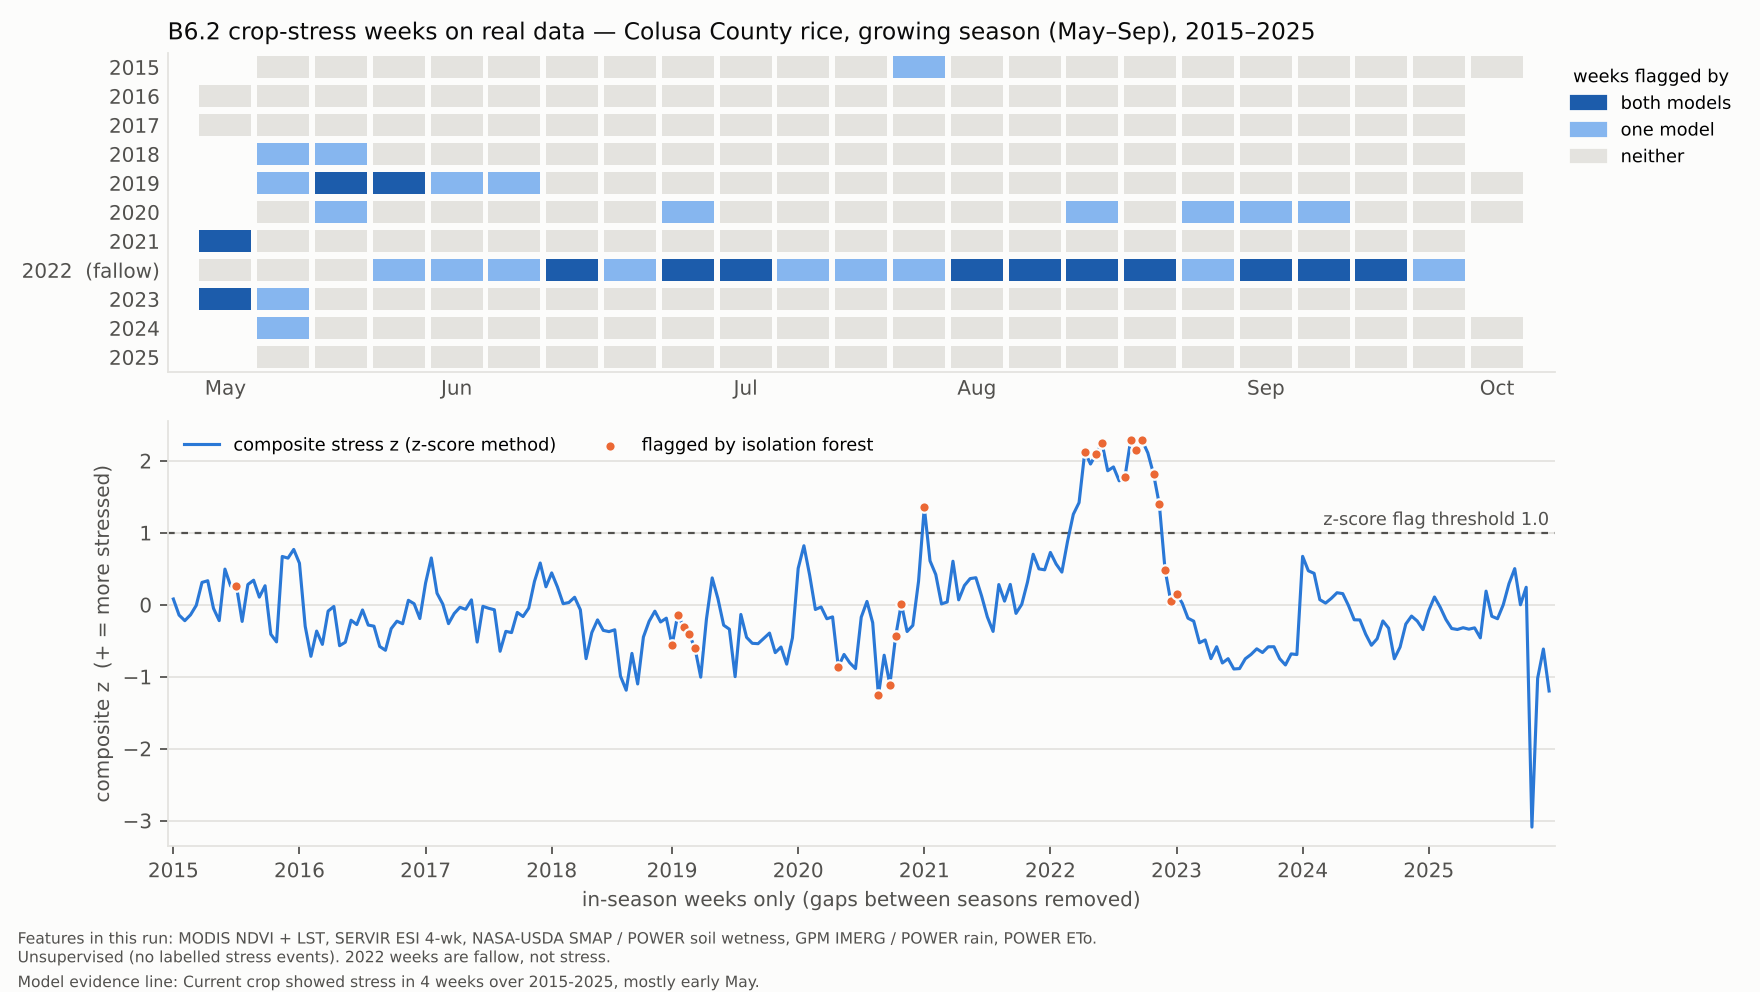 B6.2 crop-stress weeks on real data — Colusa County rice, growing season (May–Sep), 2015–2025
2015
2016
2017
2018
2019
2020
2021
2022 (fallow)
2023
2024
2025
May Jun Jul Aug Sep Oct
weeks flagged by
both models
one model
neither
composite stress z (z-score method)
flagged by isolation forest
z-score flag threshold 1.0
composite z (+ = more stressed)
2
1
0
−1
−2
−3
2015 2016 2017 2018 2019 2020 2021 2022 2023 2024 2025
in-season weeks only (gaps between seasons removed)
Features in this run: MODIS NDVI + LST, SERVIR ESI 4-wk, NASA-USDA SMAP / POWER soil wetness, GPM IMERG / POWER rain, POWER ETo.
Unsupervised (no labelled stress events). 2022 weeks are fallow, not stress.
Model evidence line: Current crop showed stress in 4 weeks over 2015-2025, mostly early May.